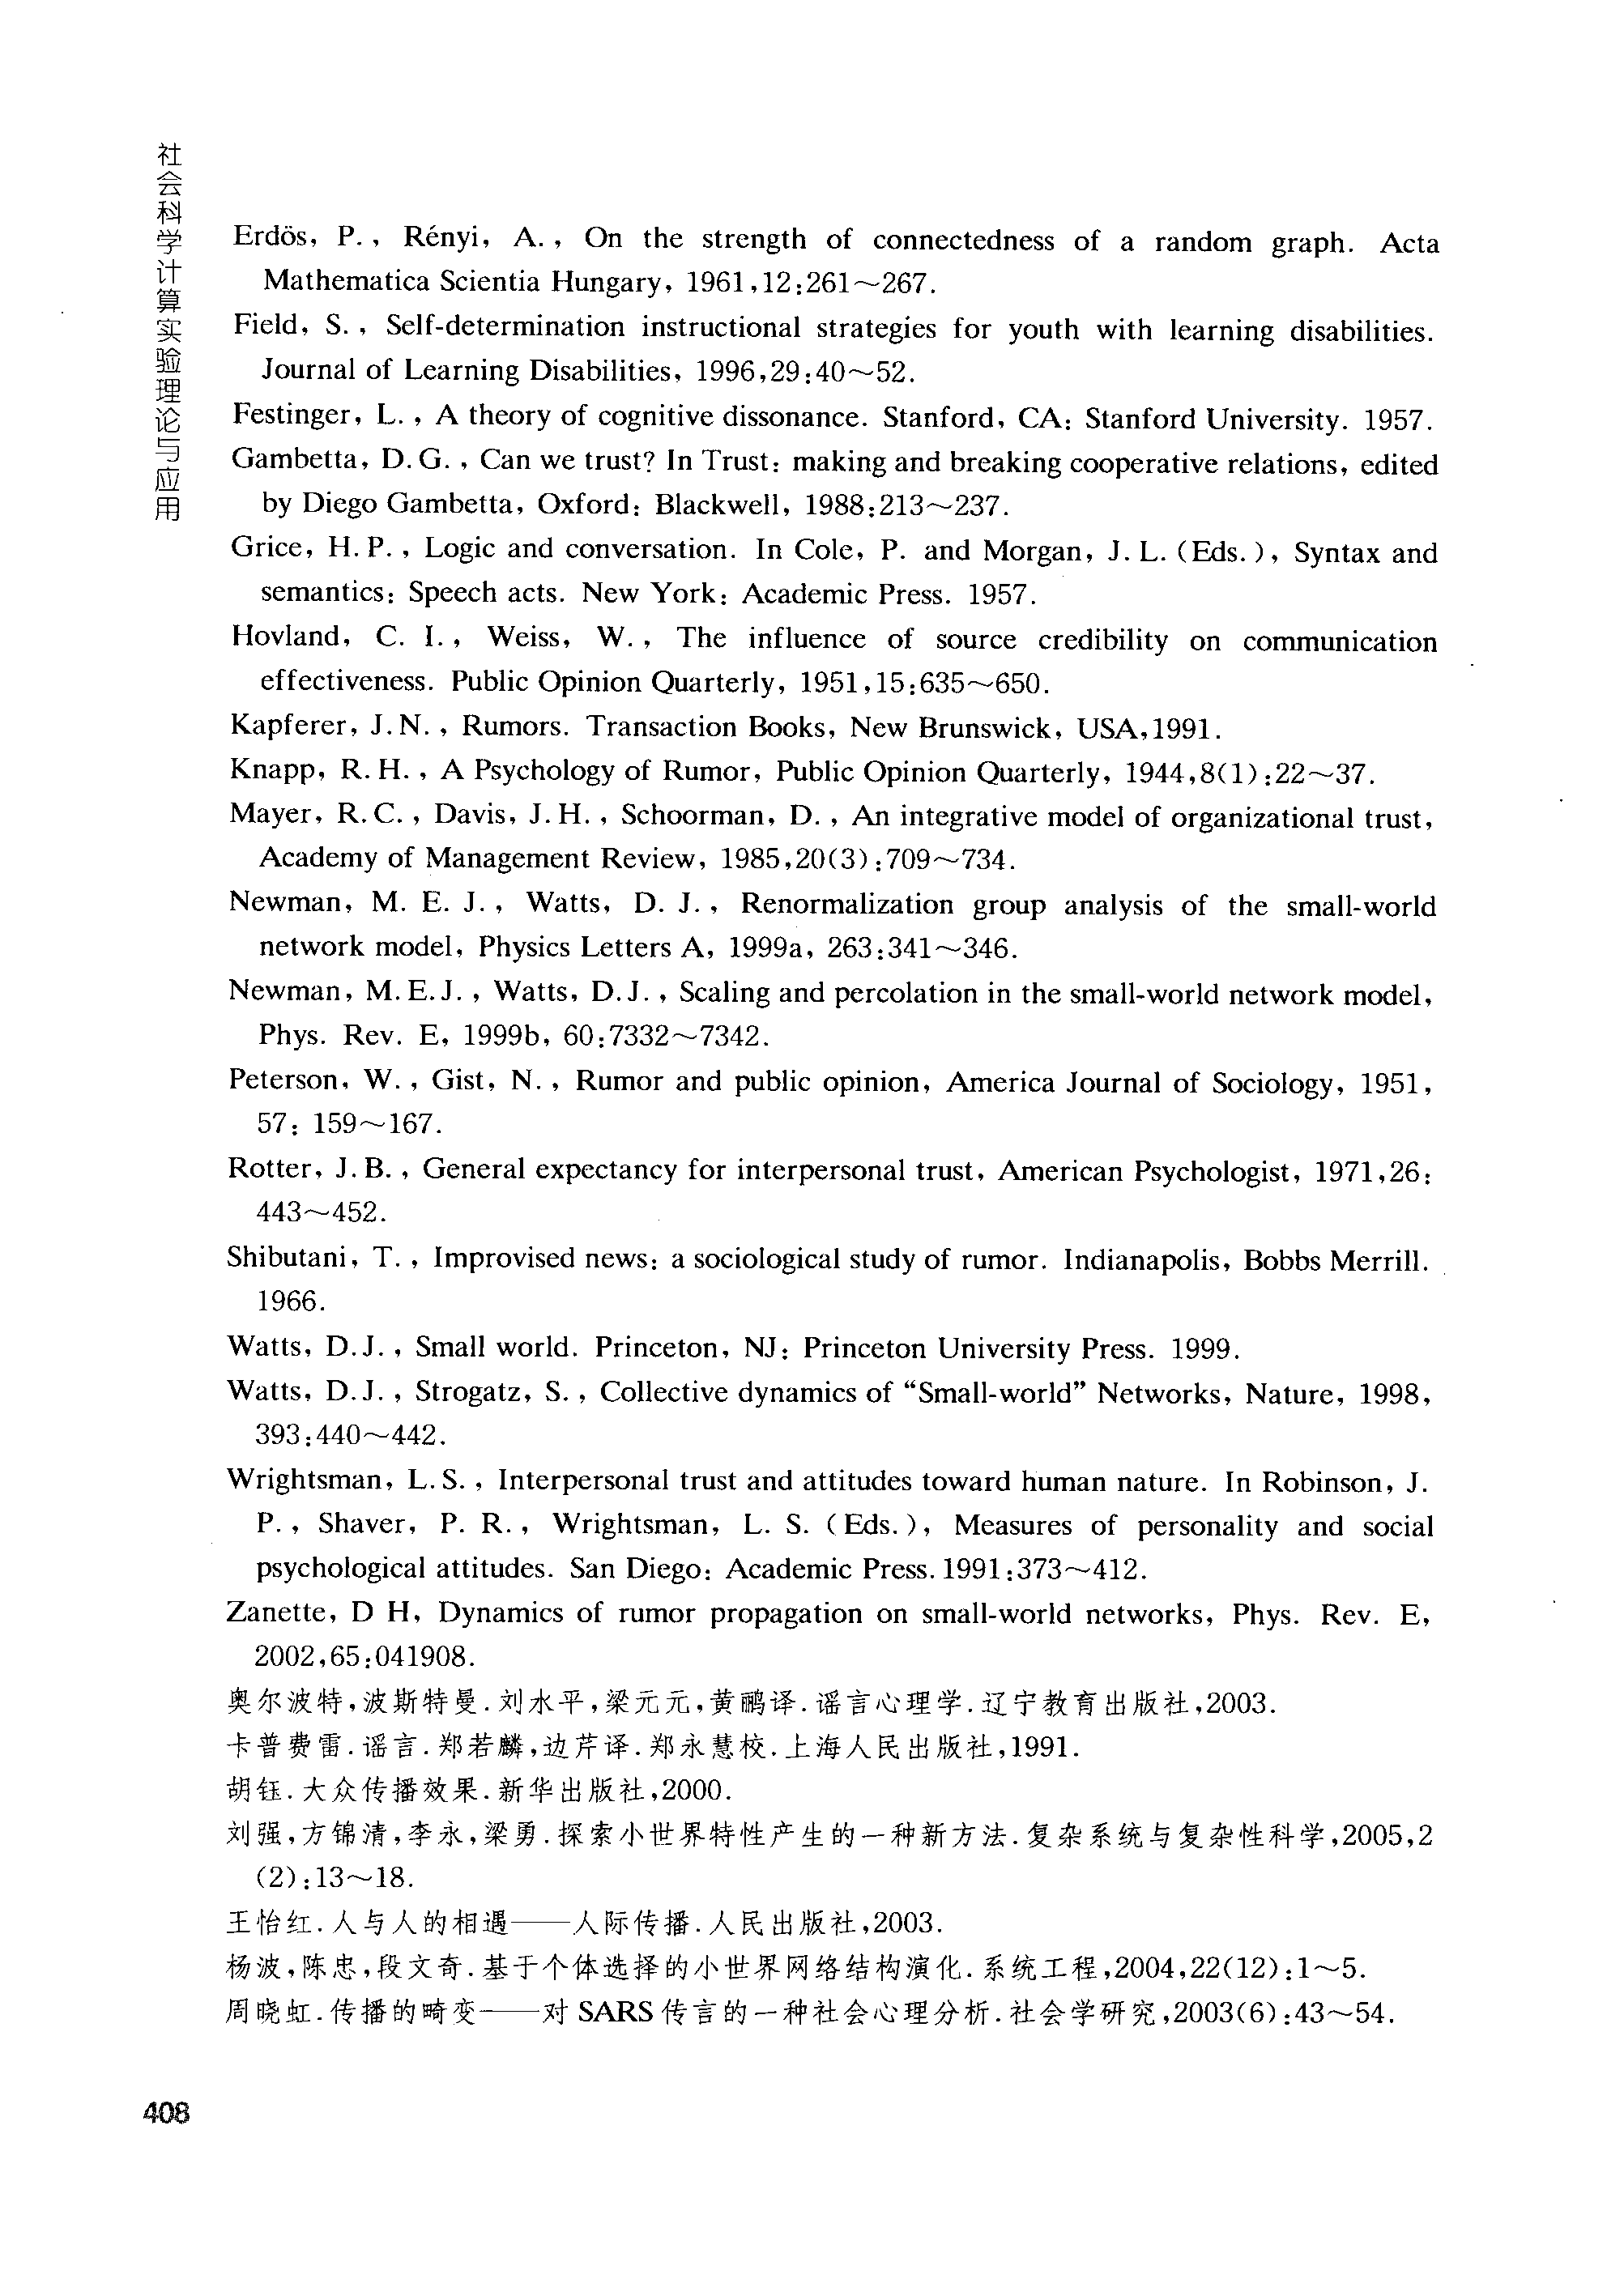 社会科学计算实验理论与应用
Erdös, P., Rényi, A., On the strength of connectedness of a random graph. Acta
Mathematica Scientia Hungary, 1961,12:261～267.
Field, S., Self-determination instructional strategies for youth with learning disabilities.
Journal of Learning Disabilities, 1996,29:40～52.
Festinger, L., A theory of cognitive dissonance. Stanford, CA: Stanford University. 1957.
Gambetta, D.G., Can we trust? In Trust: making and breaking cooperative relations, edited
by Diego Gambetta, Oxford: Blackwell, 1988:213～237.
Grice, H.P., Logic and conversation. In Cole, P. and Morgan, J.L. (Eds.), Syntax and
semantics: Speech acts. New York: Academic Press. 1957.
Hovland, C. I., Weiss, W., The influence of source credibility on communication
effectiveness. Public Opinion Quarterly, 1951,15:635～650.
Kapferer, J.N., Rumors. Transaction Books, New Brunswick, USA,1991.
Knapp, R.H., A Psychology of Rumor, Public Opinion Quarterly, 1944,8(1):22～37.
Mayer, R.C., Davis, J.H., Schoorman, D., An integrative model of organizational trust,
Academy of Management Review, 1985,20(3):709～734.
Newman, M. E. J., Watts, D. J., Renormalization group analysis of the small-world
network model, Physics Letters A, 1999a, 263:341～346.
Newman, M.E.J., Watts, D.J., Scaling and percolation in the small-world network model,
Phys. Rev. E, 1999b, 60:7332～7342.
Peterson, W., Gist, N., Rumor and public opinion, America Journal of Sociology, 1951,
57: 159～167.
Rotter, J.B., General expectancy for interpersonal trust, American Psychologist, 1971,26:
443～452.
Shibutani, T., Improvised news: a sociological study of rumor. Indianapolis, Bobbs Merrill.
1966.
Watts, D.J., Small world. Princeton, NJ: Princeton University Press. 1999.
Watts, D.J., Strogatz, S., Collective dynamics of “Small-world” Networks, Nature, 1998,
393:440～442.
Wrightsman, L.S., Interpersonal trust and attitudes toward human nature. In Robinson, J.
P., Shaver, P. R., Wrightsman, L. S. (Eds.), Measures of personality and social
psychological attitudes. San Diego: Academic Press.1991:373～412.
Zanette, D H, Dynamics of rumor propagation on small-world networks, Phys. Rev. E,
2002,65:041908.
奥尔波特,波斯特曼.刘水平,梁元元,黄鹂译.谣言心理学.辽宁教育出版社,2003.
卡普费雷.谣言.郑若麟,边芹译.郑永慧校.上海人民出版社,1991.
胡钰.大众传播效果.新华出版社,2000.
刘强,方锦清,李永,梁勇.探索小世界特性产生的一种新方法.复杂系统与复杂性科学,2005,2
(2):13～18.
王怡红.人与人的相遇——人际传播.人民出版社,2003.
杨波,陈忠,段文奇.基于个体选择的小世界网络结构演化.系统工程,2004,22(12):1～5.
周晓虹.传播的畸变——对 SARS 传言的一种社会心理分析.社会学研究,2003(6):43～54.
408